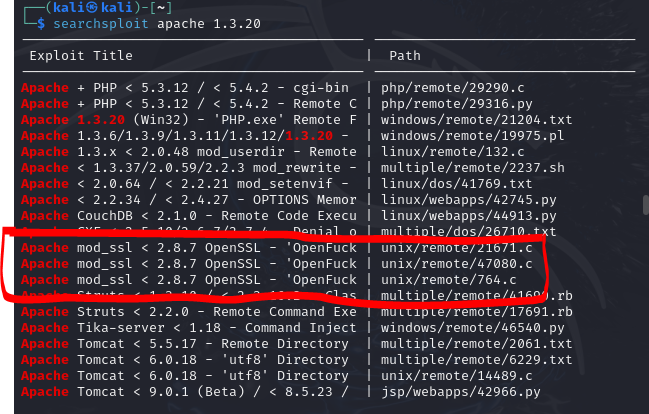 ┌──(kali㉿kali)-[~]
└─$ searchsploit apache 1.3.20
Exploit Title | Path
Apache + PHP < 5.3.12 / < 5.4.2 - cgi-bin | php/remote/29290.c
Apache + PHP < 5.3.12 / < 5.4.2 - Remote C | php/remote/29316.py
Apache 1.3.20 (Win32) - 'PHP.exe' Remote F | windows/remote/21204.txt
Apache 1.3.6/1.3.9/1.3.11/1.3.12/1.3.20 - | windows/remote/19975.pl
Apache 1.3.x < 2.0.48 mod_userdir - Remote | linux/remote/132.c
Apache < 1.3.37/2.0.59/2.2.3 mod_rewrite - | multiple/remote/2237.sh
Apache < 2.0.64 / < 2.2.21 mod_setenvif - | linux/dos/41769.txt
Apache < 2.2.34 / < 2.4.27 - OPTIONS Memor | linux/webapps/42745.py
Apache CouchDB < 2.1.0 - Remote Code Execu | linux/webapps/44913.py
Apache CXF < 2.5.10/2.6.7/2.7.4 - Denial o | multiple/dos/26710.txt
Apache mod_ssl < 2.8.7 OpenSSL - 'OpenFuck | unix/remote/21671.c
Apache mod_ssl < 2.8.7 OpenSSL - 'OpenFuck | unix/remote/47080.c
Apache mod_ssl < 2.8.7 OpenSSL - 'OpenFuck | unix/remote/764.c
Apache Struts < | multiple/remote/41690.rb
Apache Struts < 2.2.0 - Remote Command Exe | multiple/remote/17691.rb
Apache Tika-server < 1.18 - Command Inject | windows/remote/46540.py
Apache Tomcat < 5.5.17 - Remote Directory | multiple/remote/2061.txt
Apache Tomcat < 6.0.18 - 'utf8' Directory | multiple/remote/6229.txt
Apache Tomcat < 6.0.18 - 'utf8' Directory | unix/remote/14489.c
Apache Tomcat < 9.0.1 (Beta) / < 8.5.23 / | jsp/webapps/42966.py